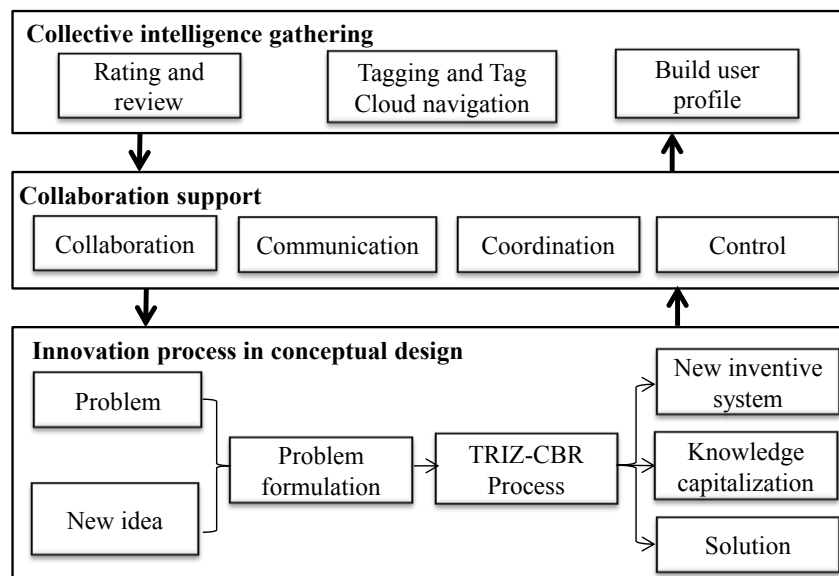 Collective intelligence gathering
Rating and
review
Tagging and Tag
Cloud navigation
Build user
profile
Collaboration support
Collaboration
Communication
Coordination
Control
Innovation process in conceptual design
Problem
New idea
Problem
formulation
TRIZ-CBR
Process
New inventive
system
Knowledge
capitalization
Solution